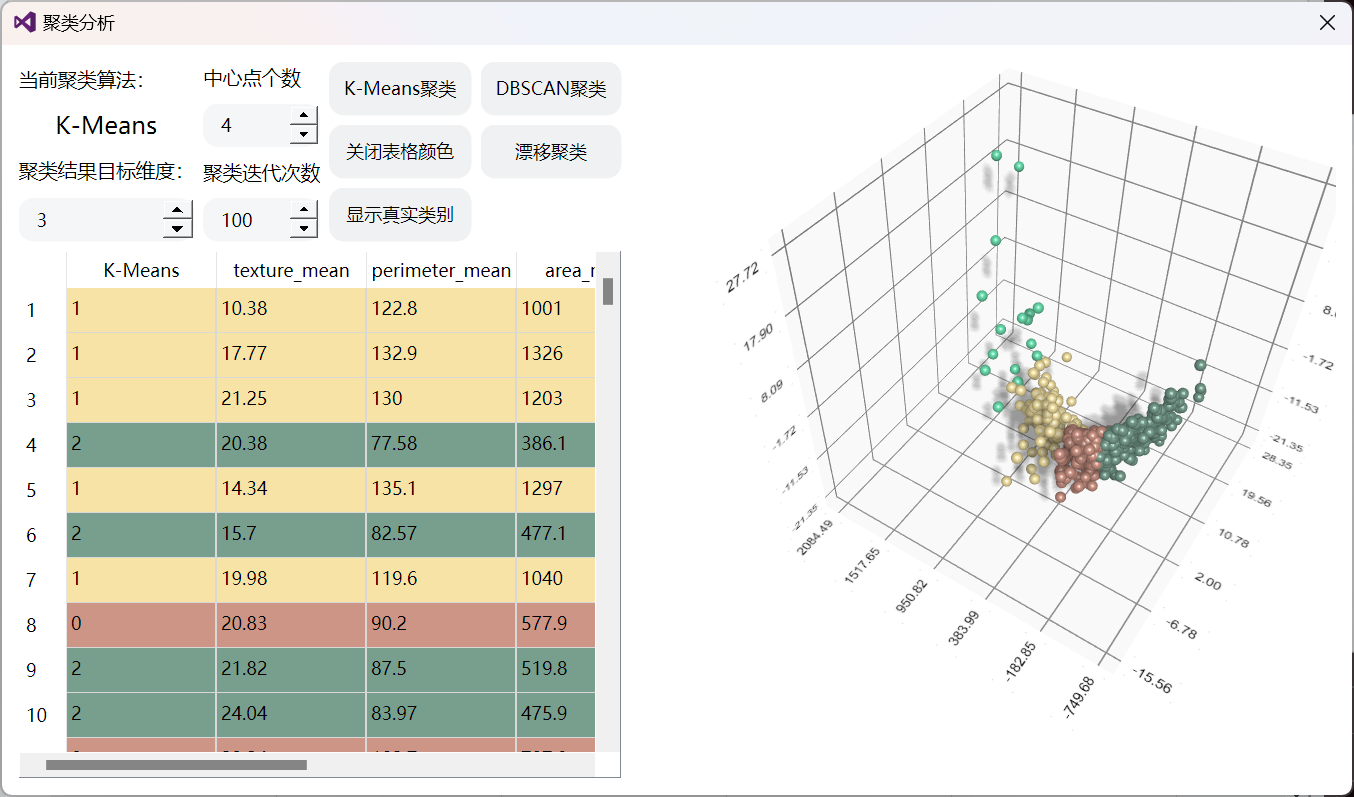 聚类分析
当前聚类算法：
K-Means
中心点个数
4
K-Means聚类
DBSCAN聚类
聚类结果目标维度：
3
聚类迭代次数
100
关闭表格颜色
漂移聚类
显示真实类别
K-Means texture_mean perimeter_mean area_r
1 1 10.38 122.8 1001
2 1 17.77 132.9 1326
3 1 21.25 130 1203
4 2 20.38 77.58 386.1
5 1 14.34 135.1 1297
6 2 15.7 82.57 477.1
7 1 19.98 119.6 1040
8 0 20.83 90.2 577.9
9 2 21.82 87.5 519.8
10 2 24.04 83.97 475.9
27.72
17.90
8.09
-1.72
-11.53
-21.35
2084.49
1517.65
950.82
383.99
-182.85
-749.68
8.
-1.72
-11.53
-21.35
28.35
19.56
10.78
2.00
-6.78
-15.56